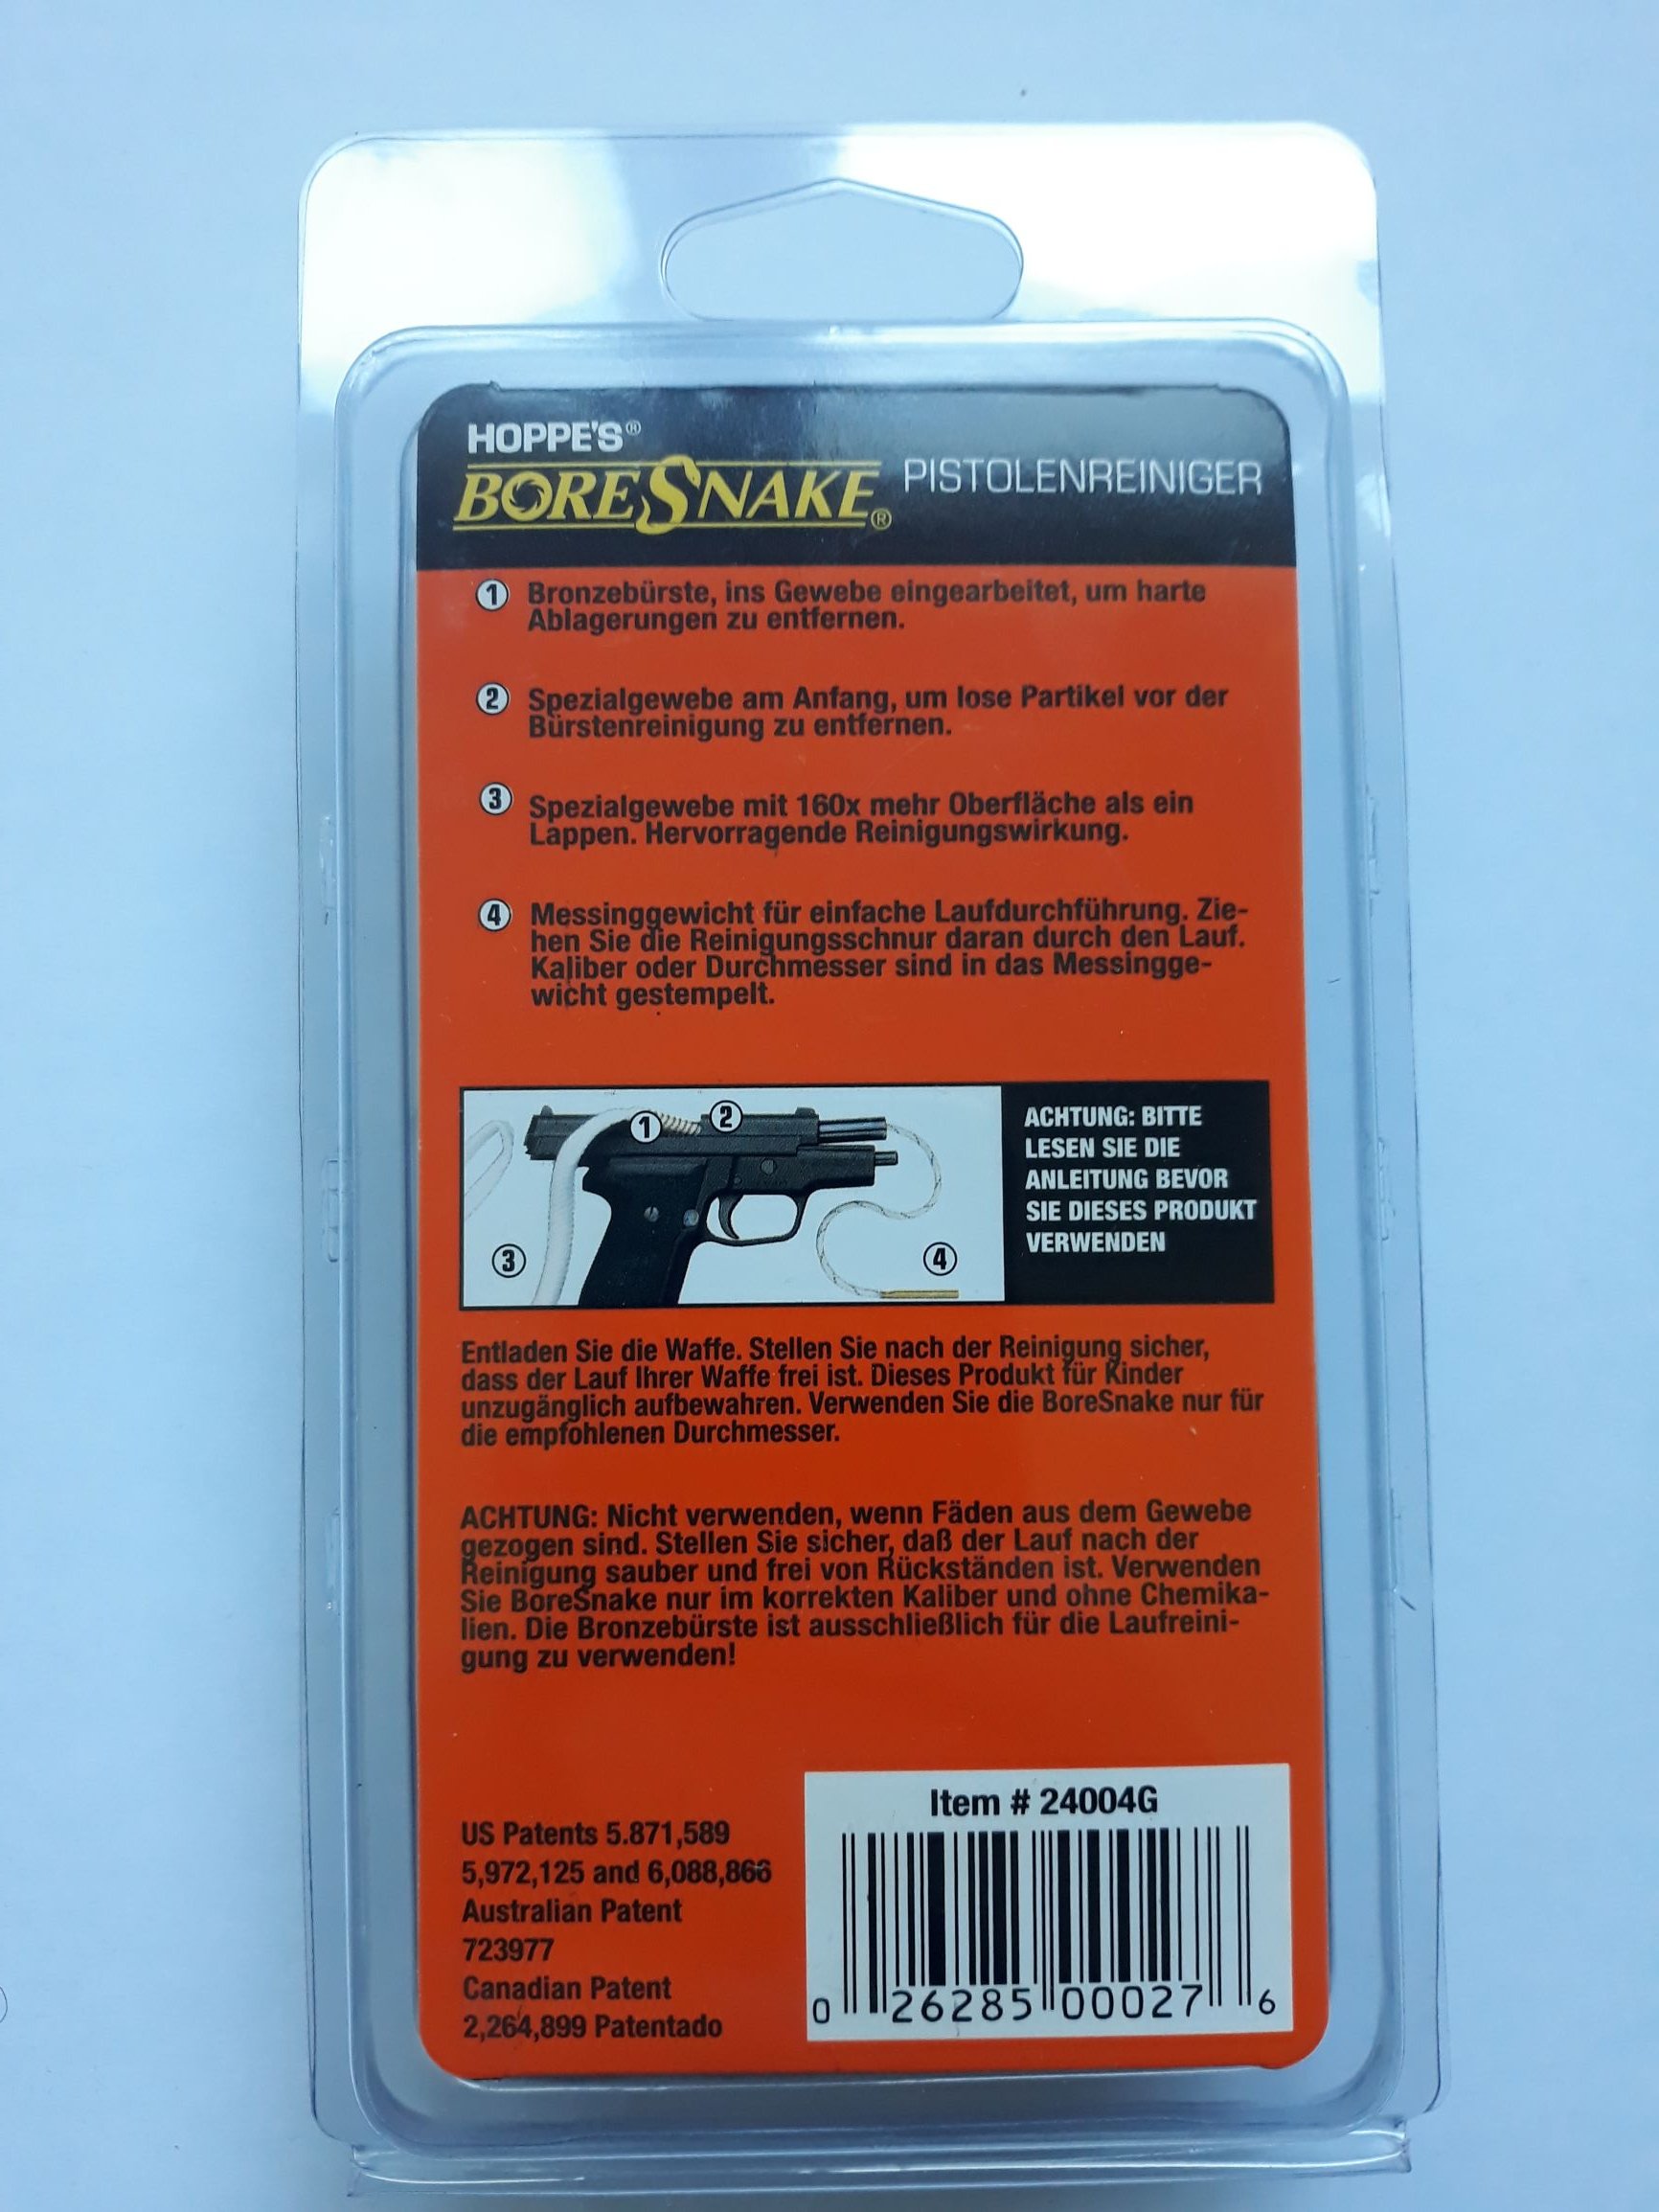 HOPPE'S®
BORESNAKE® PISTOLENREINIGER
1 Bronzebürste, ins Gewebe eingearbeitet, um harte
Ablagerungen zu entfernen.
2 Spezialgewebe am Anfang, um lose Partikel vor der
Bürstenreinigung zu entfernen.
3 Spezialgewebe mit 160x mehr Oberfläche als ein
Lappen. Hervorragende Reinigungswirkung.
4 Messinggewicht für einfache Laufdurchführung. Zie-
hen Sie die Reinigungsschnur daran durch den Lauf.
Kaliber oder Durchmesser sind in das Messingge-
wicht gestempelt.
1 2
3 4
ACHTUNG: BITTE
LESEN SIE DIE
ANLEITUNG BEVOR
SIE DIESES PRODUKT
VERWENDEN
Entladen Sie die Waffe. Stellen Sie nach der Reinigung sicher,
dass der Lauf Ihrer Waffe frei ist. Dieses Produkt für Kinder
unzugänglich aufbewahren. Verwenden Sie die BoreSnake nur für
die empfohlenen Durchmesser.
ACHTUNG: Nicht verwenden, wenn Fäden aus dem Gewebe
gezogen sind. Stellen Sie sicher, daß der Lauf nach der
Reinigung sauber und frei von Rückständen ist. Verwenden
Sie BoreSnake nur im korrekten Kaliber und ohne Chemika-
lien. Die Bronzebürste ist ausschließlich für die Laufreini-
gung zu verwenden!
US Patents 5.871,589
5,972,125 and 6,088,866
Australian Patent
723977
Canadian Patent
2,264,899 Patentado
Item # 24004G
0 26285 00027 6